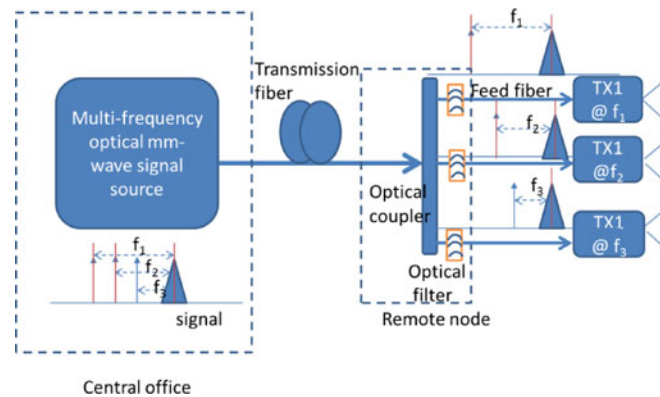 Multi-frequency
optical mm-
wave signal
source
f1
f2
f3
signal
Central office
Transmission
fiber
Optical
coupler
Optical
filter
Remote node
f1
Feed fiber
f2
f3
TX1
@ f1
TX1
@f2
TX1
@ f3